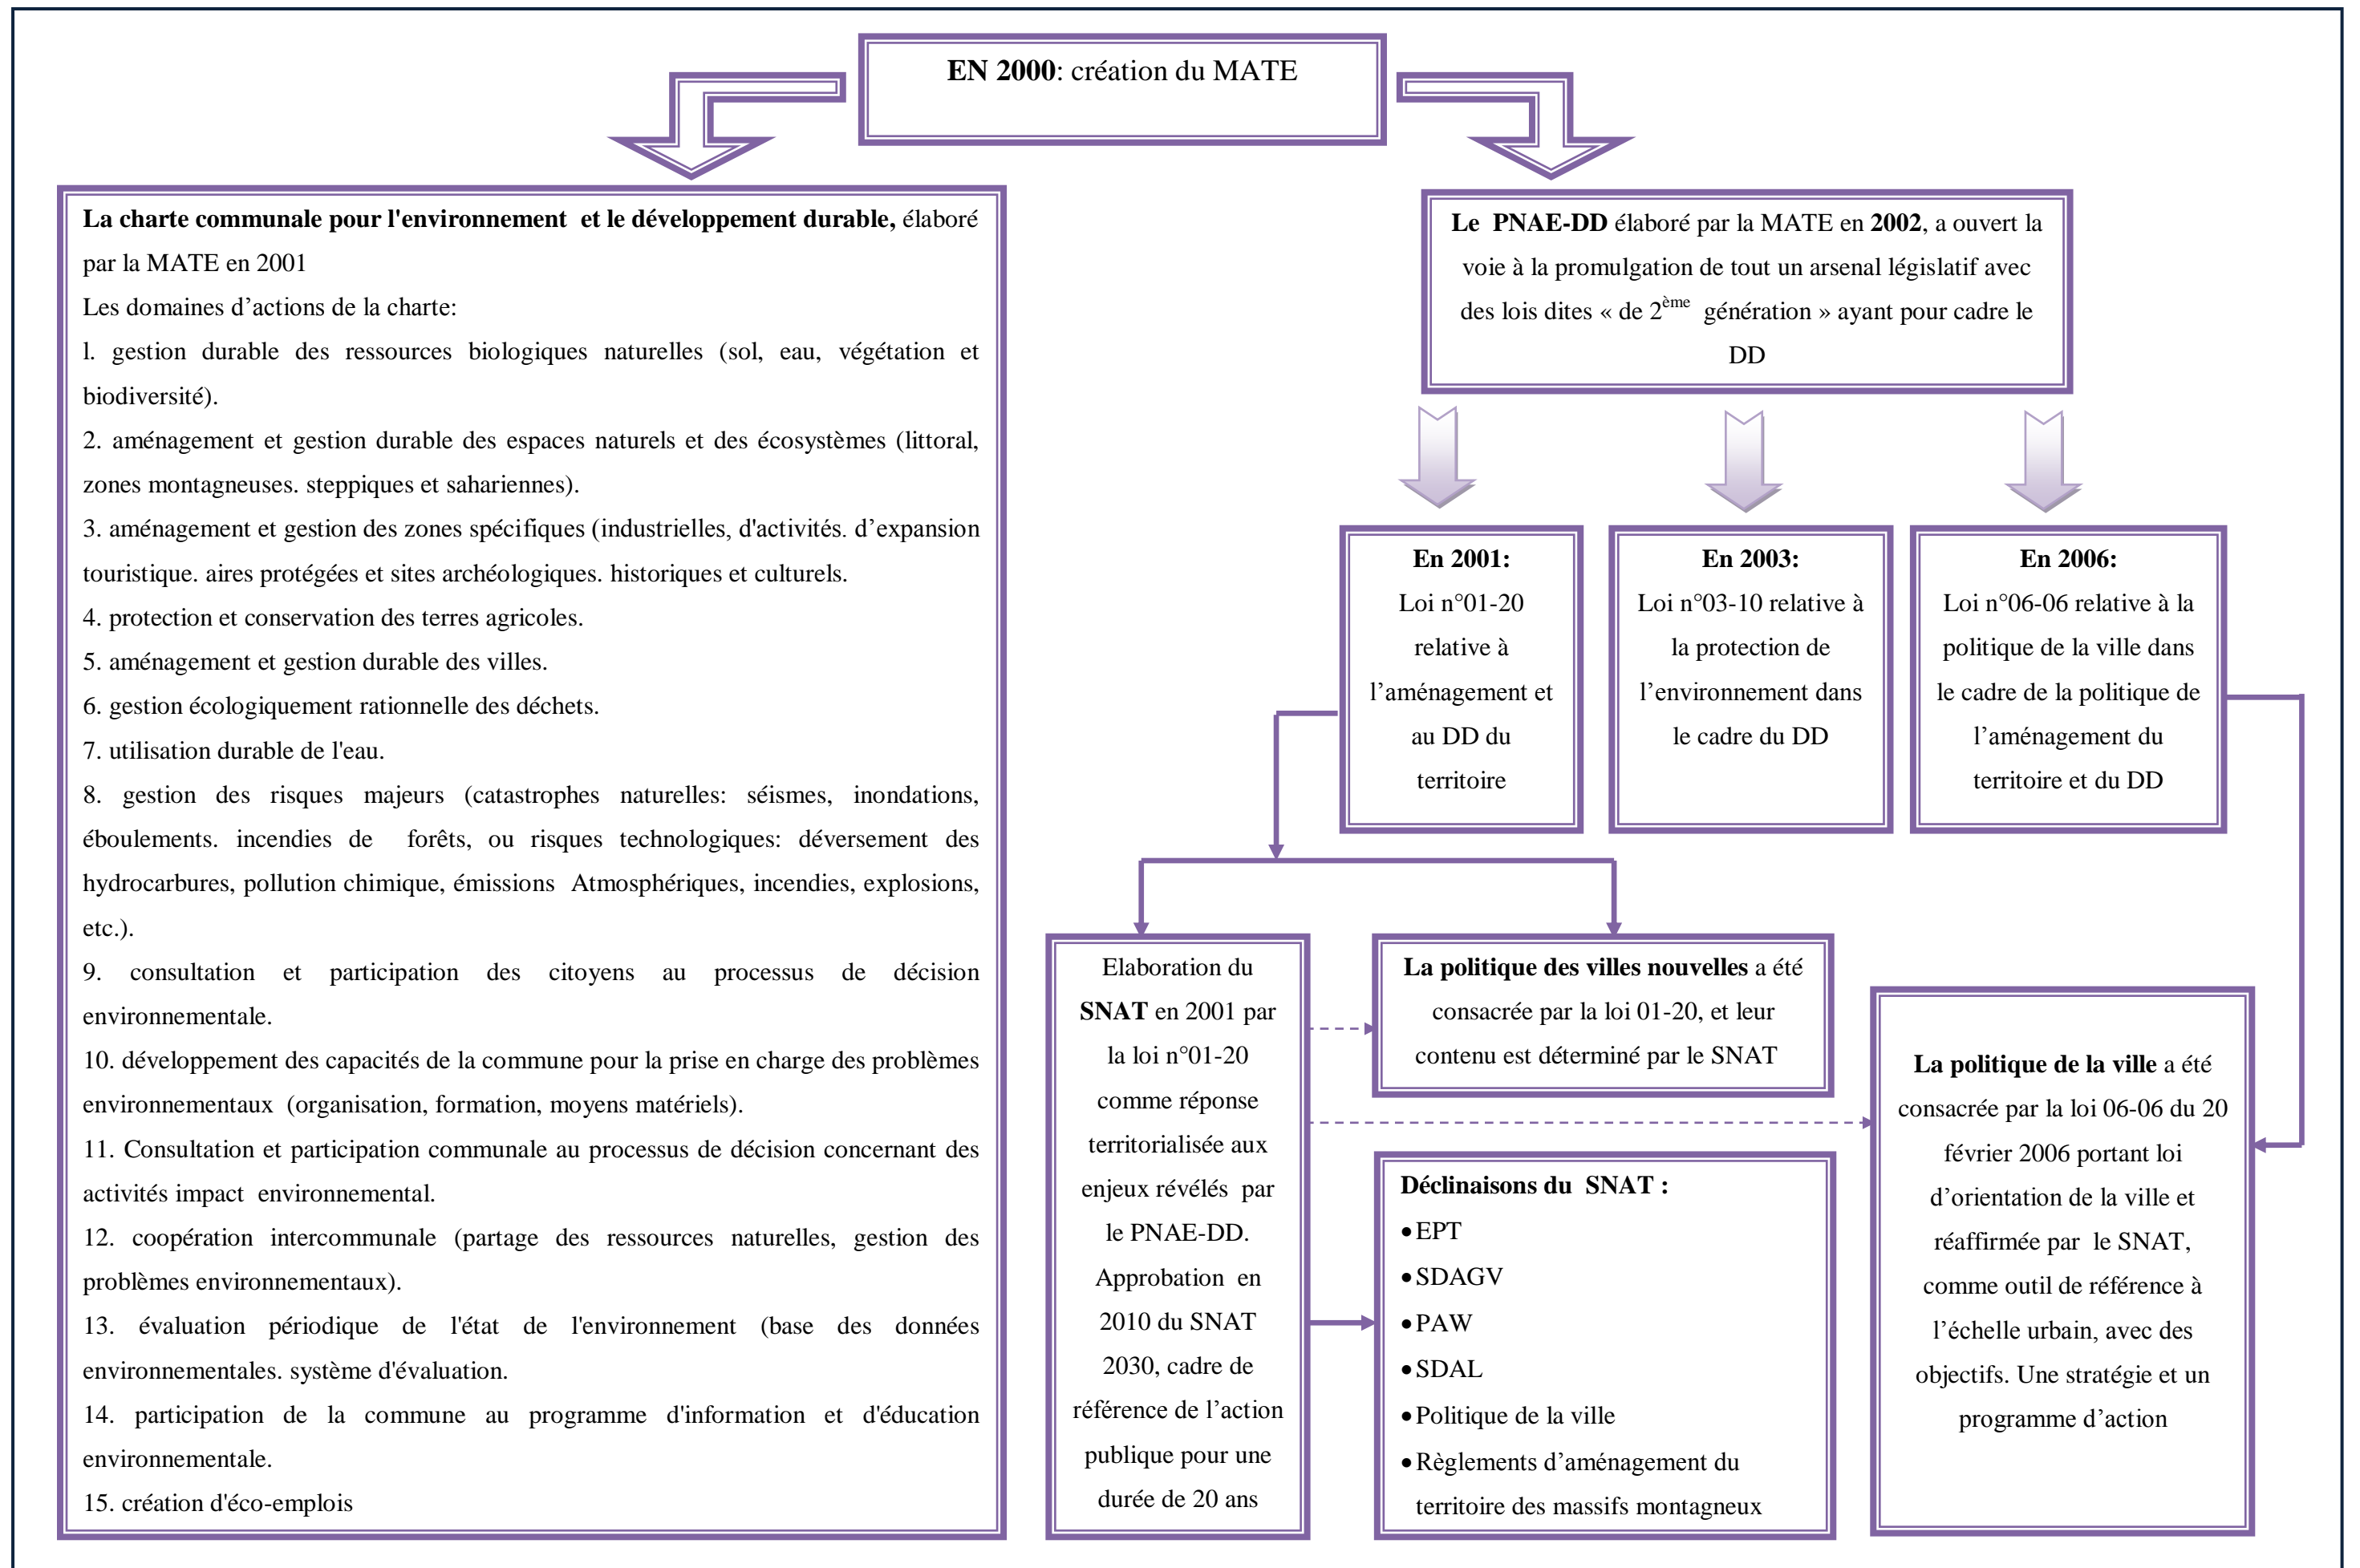 EN 2000: création du MATE
La charte communale pour l'environnement et le développement durable, élaboré
par la MATE en 2001
Les domaines d’actions de la charte:
l. gestion durable des ressources biologiques naturelles (sol, eau, végétation et
biodiversité).
2. aménagement et gestion durable des espaces naturels et des écosystèmes (littoral,
zones montagneuses. steppiques et sahariennes).
3. aménagement et gestion des zones spécifiques (industrielles, d'activités. d’expansion
touristique. aires protégées et sites archéologiques. historiques et culturels.
4. protection et conservation des terres agricoles.
5. aménagement et gestion durable des villes.
6. gestion écologiquement rationnelle des déchets.
7. utilisation durable de l'eau.
8. gestion des risques majeurs (catastrophes naturelles: séismes, inondations,
éboulements. incendies de forêts, ou risques technologiques: déversement des
hydrocarbures, pollution chimique, émissions Atmosphériques, incendies, explosions,
etc.).
9. consultation et participation des citoyens au processus de décision
environnementale.
10. développement des capacités de la commune pour la prise en charge des problèmes
environnementaux (organisation, formation, moyens matériels).
11. Consultation et participation communale au processus de décision concernant des
activités impact environnemental.
12. coopération intercommunale (partage des ressources naturelles, gestion des
problèmes environnementaux).
13. évaluation périodique de l'état de l'environnement (base des données
environnementales. système d'évaluation.
14. participation de la commune au programme d'information et d'éducation
environnementale.
15. création d'éco-emplois
Le PNAE-DD élaboré par la MATE en 2002, a ouvert la
voie à la promulgation de tout un arsenal législatif avec
des lois dites « de 2ème génération » ayant pour cadre le
DD
En 2001:
Loi n°01-20
relative à
l’aménagement et
au DD du
territoire
En 2003:
Loi n°03-10 relative à
la protection de
l’environnement dans
le cadre du DD
En 2006:
Loi n°06-06 relative à la
politique de la ville dans
le cadre de la politique de
l’aménagement du
territoire et du DD
Elaboration du
SNAT en 2001 par
la loi n°01-20
comme réponse
territorialisée aux
enjeux révélés par
le PNAE-DD.
Approbation en
2010 du SNAT
2030, cadre de
référence de l’action
publique pour une
durée de 20 ans
La politique des villes nouvelles a été
consacrée par la loi 01-20, et leur
contenu est déterminé par le SNAT
Déclinaisons du SNAT :
•EPT
•SDAGV
•PAW
•SDAL
•Politique de la ville
•Règlements d’aménagement du
territoire des massifs montagneux
La politique de la ville a été
consacrée par la loi 06-06 du 20
février 2006 portant loi
d’orientation de la ville et
réaffirmée par le SNAT,
comme outil de référence à
l’échelle urbain, avec des
objectifs. Une stratégie et un
programme d’action